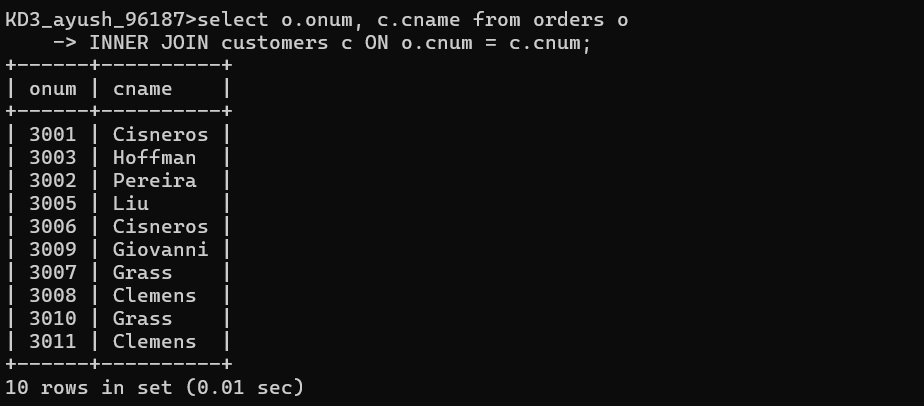 KD3_ayush_96187>select o.onum, c.cname from orders o
    -> INNER JOIN customers c ON o.cnum = c.cnum;
+------+----------+
| onum | cname    |
+------+----------+
| 3001 | Cisneros |
| 3003 | Hoffman  |
| 3002 | Pereira  |
| 3005 | Liu      |
| 3006 | Cisneros |
| 3009 | Giovanni |
| 3007 | Grass    |
| 3008 | Clemens  |
| 3010 | Grass    |
| 3011 | Clemens  |
+------+----------+
10 rows in set (0.01 sec)